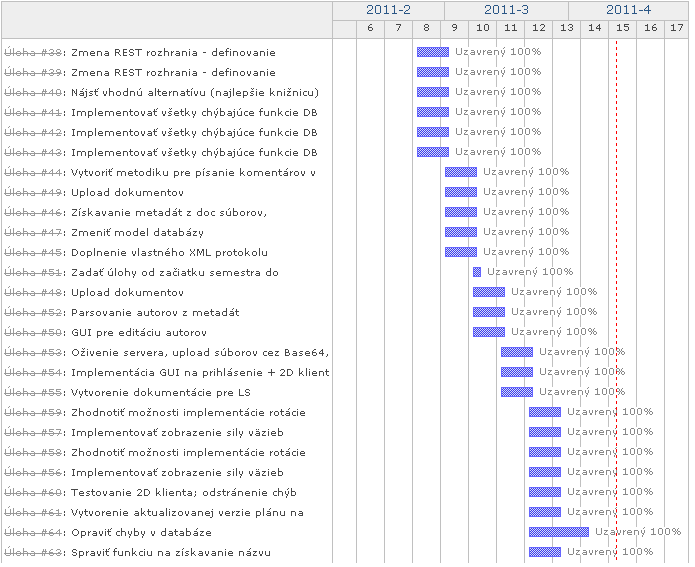 2011-2 2011-3 2011-4
6 7 8 9 10 11 12 13 14 15 16 17
Úloha #38: Zmena REST rozhrania - definovanie Uzavrený 100%
Úloha #39: Zmena REST rozhrania - definovanie Uzavrený 100%
Úloha #40: Nájsť vhodnú alternatívu (najlepšie knižnicu) Uzavrený 100%
Úloha #41: Implementovať všetky chýbajúce funkcie DB Uzavrený 100%
Úloha #42: Implementovať všetky chýbajúce funkcie DB Uzavrený 100%
Úloha #43: Implementovať všetky chýbajúce funkcie DB Uzavrený 100%
Úloha #44: Vytvoriť metodiku pre písanie komentárov v Uzavrený 100%
Úloha #49: Upload dokumentov Uzavrený 100%
Úloha #46: Získavanie metadát z doc súborov, Uzavrený 100%
Úloha #47: Zmeniť model databázy Uzavrený 100%
Úloha #45: Doplnenie vlastného XML protokolu Uzavrený 100%
Úloha #51: Zadať úlohy od začiatku semestra do Uzavrený 100%
Úloha #48: Upload dokumentov Uzavrený 100%
Úloha #52: Parsovanie autorov z metadát Uzavrený 100%
Úloha #50: GUI pre editáciu autorov Uzavrený 100%
Úloha #53: Oživenie servera, upload súborov cez Base64, Uzavrený 100%
Úloha #54: Implementácia GUI na prihlásenie + 2D klient Uzavrený 100%
Úloha #55: Vytvorenie dokumentácie pre LS Uzavrený 100%
Úloha #59: Zhodnotiť možnosti implementácie rotácie Uzavrený 100%
Úloha #57: Implementovať zobrazenie sily väzieb Uzavrený 100%
Úloha #58: Zhodnotiť možnosti implementácie rotácie Uzavrený 100%
Úloha #56: Implementovať zobrazenie sily väzieb Uzavrený 100%
Úloha #60: Testovanie 2D klienta; odstránenie chýb Uzavrený 100%
Úloha #61: Vytvorenie aktualizovanej verzie plánu na Uzavrený 100%
Úloha #64: Opraviť chyby v databáze Uzavrený 100%
Úloha #63: Spraviť funkciu na získavanie názvu Uzavrený 100%